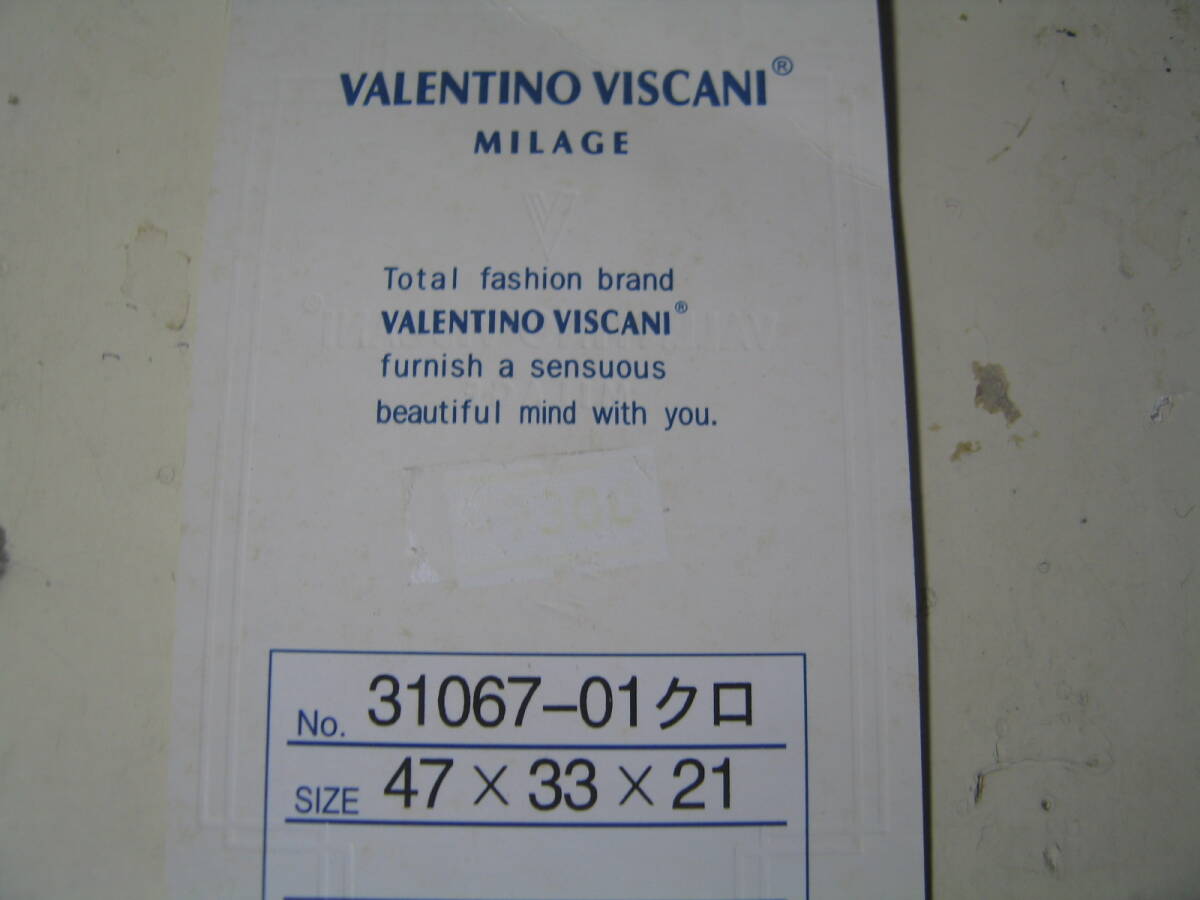 VALENTINO VISCANI®
MILAGE
Total fashion brand
VALENTINO VISCANI®
furnish a sensuous
beautiful mind with you.
No. 31067-01クロ
SIZE 47×33×21